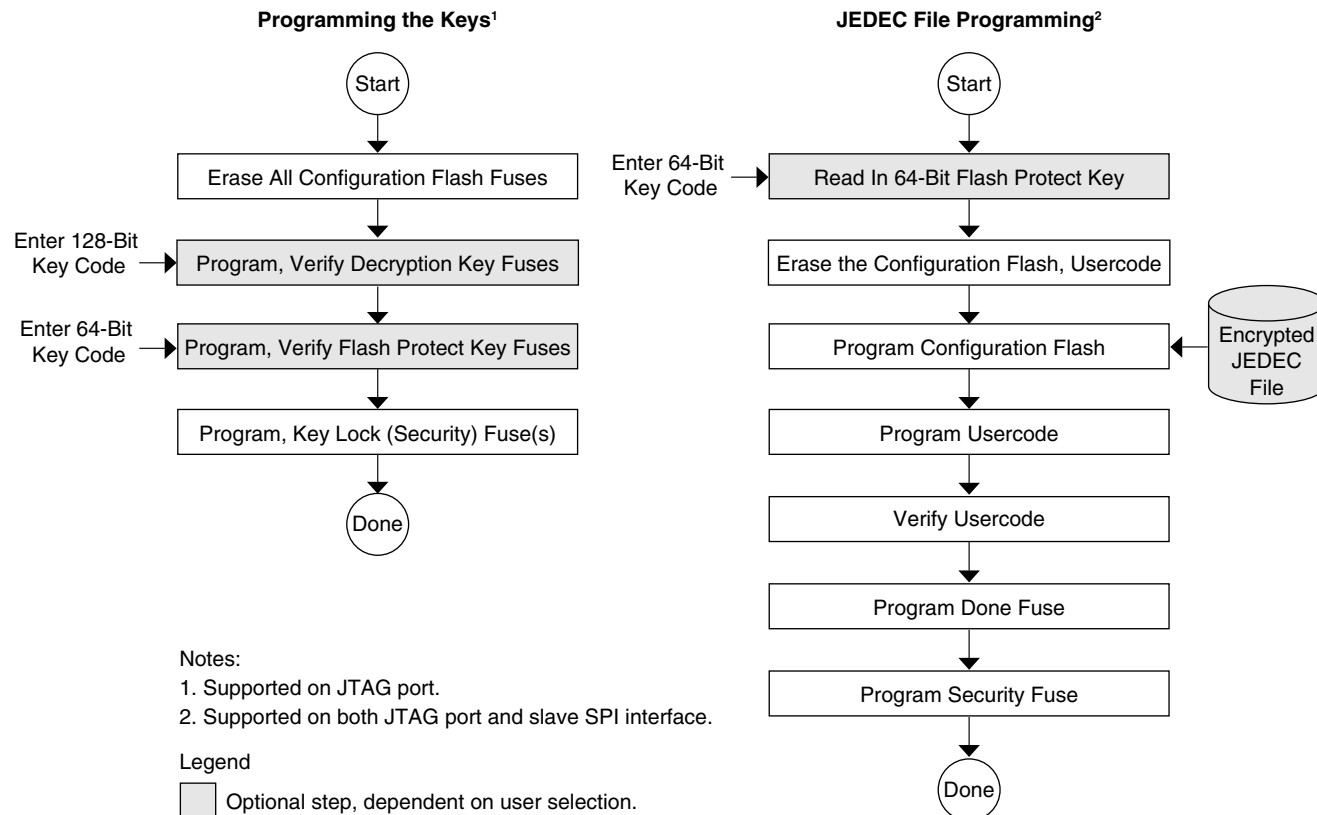 Programming the Keys¹
Start
Erase All Configuration Flash Fuses
Enter 128-Bit
Key Code
Program, Verify Decryption Key Fuses
Enter 64-Bit
Key Code
Program, Verify Flash Protect Key Fuses
Program, Key Lock (Security) Fuse(s)
Done
JEDEC File Programming²
Start
Enter 64-Bit
Key Code
Read In 64-Bit Flash Protect Key
Erase the Configuration Flash, Usercode
Program Configuration Flash
Encrypted
JEDEC
File
Program Usercode
Verify Usercode
Program Done Fuse
Program Security Fuse
Done
Notes:
1. Supported on JTAG port.
2. Supported on both JTAG port and slave SPI interface.
Legend
Optional step, dependent on user selection.